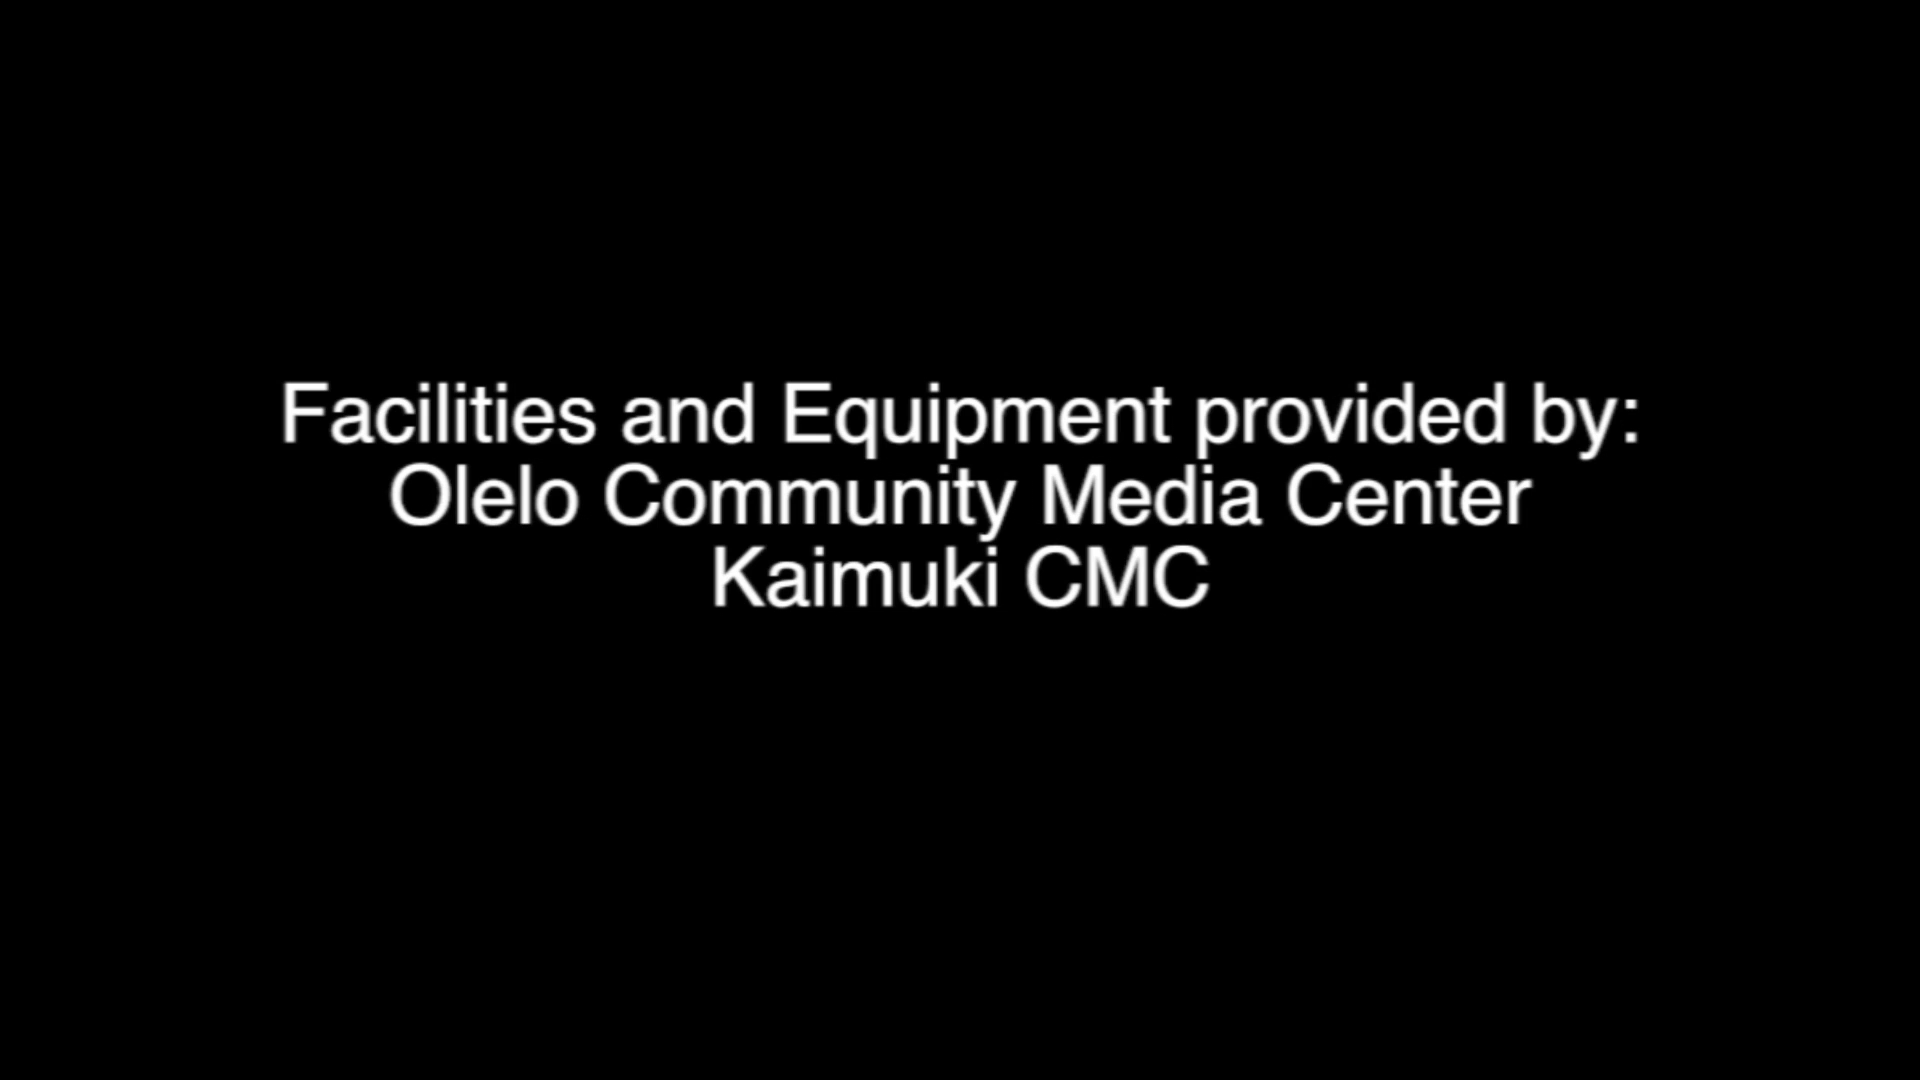 Facilities and Equipment provided by:
Olelo Community Media Center
Kaimuki CMC